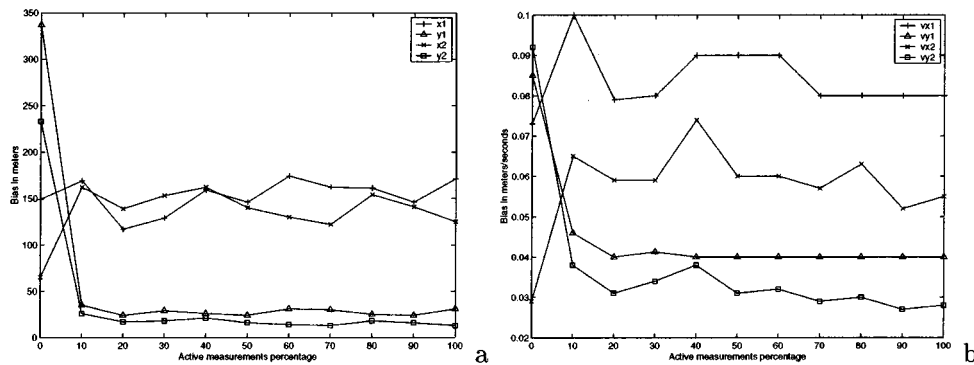 350
300
250
200
150
100
50
0
Bias in meters
x1
y1
x2
y2
0 10 20 30 40 50 60 70 80 90 100
Active measurements percentage
a
0.1
0.09
0.08
0.07
0.06
0.05
0.04
0.03
0.02
Bias in meters/seconds
vx1
vy1
vx2
vy2
0 10 20 30 40 50 60 70 80 90 100
Active measurements percentage
b